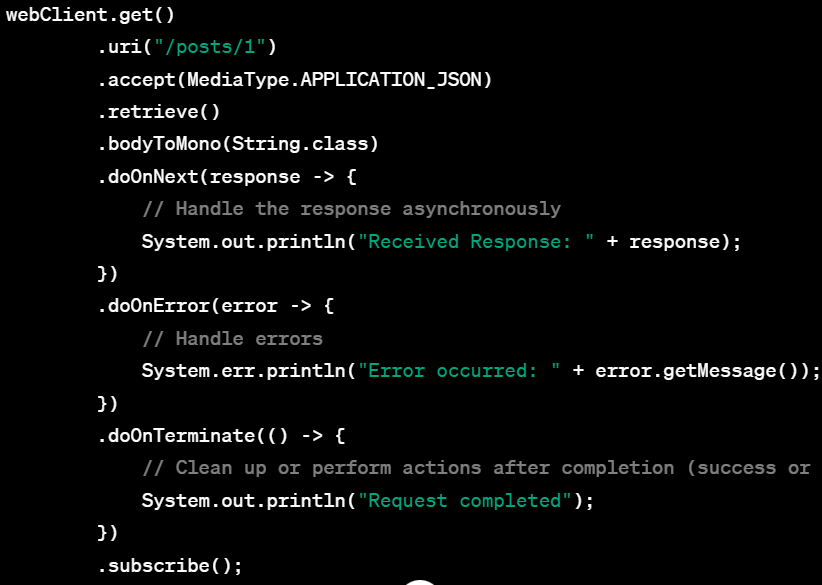 webClient.get()
        .uri("/posts/1")
        .accept(MediaType.APPLICATION_JSON)
        .retrieve()
        .bodyToMono(String.class)
        .doOnNext(response -> {
            // Handle the response asynchronously
            System.out.println("Received Response: " + response);
        })
        .doOnError(error -> {
            // Handle errors
            System.err.println("Error occurred: " + error.getMessage());
        })
        .doOnTerminate(() -> {
            // Clean up or perform actions after completion (success or
            System.out.println("Request completed");
        })
        .subscribe();